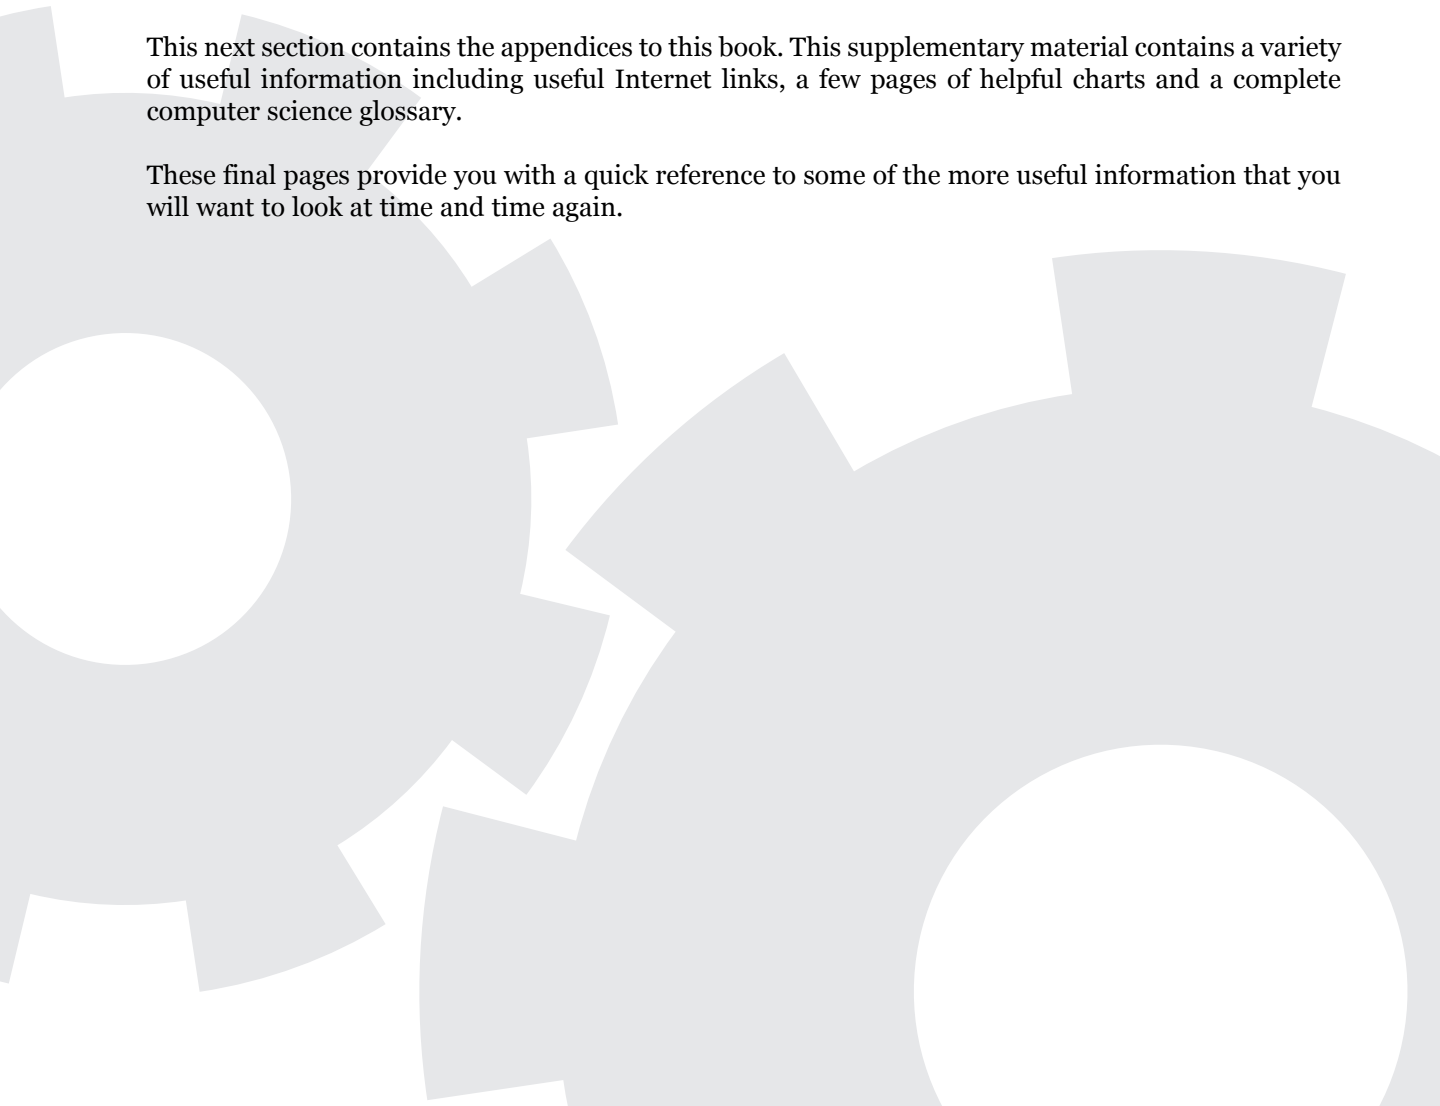 This next section contains the appendices to this book. This supplementary material contains a variety
of useful information including useful Internet links, a few pages of helpful charts and a complete
computer science glossary.
These final pages provide you with a quick reference to some of the more useful information that you
will want to look at time and time again.